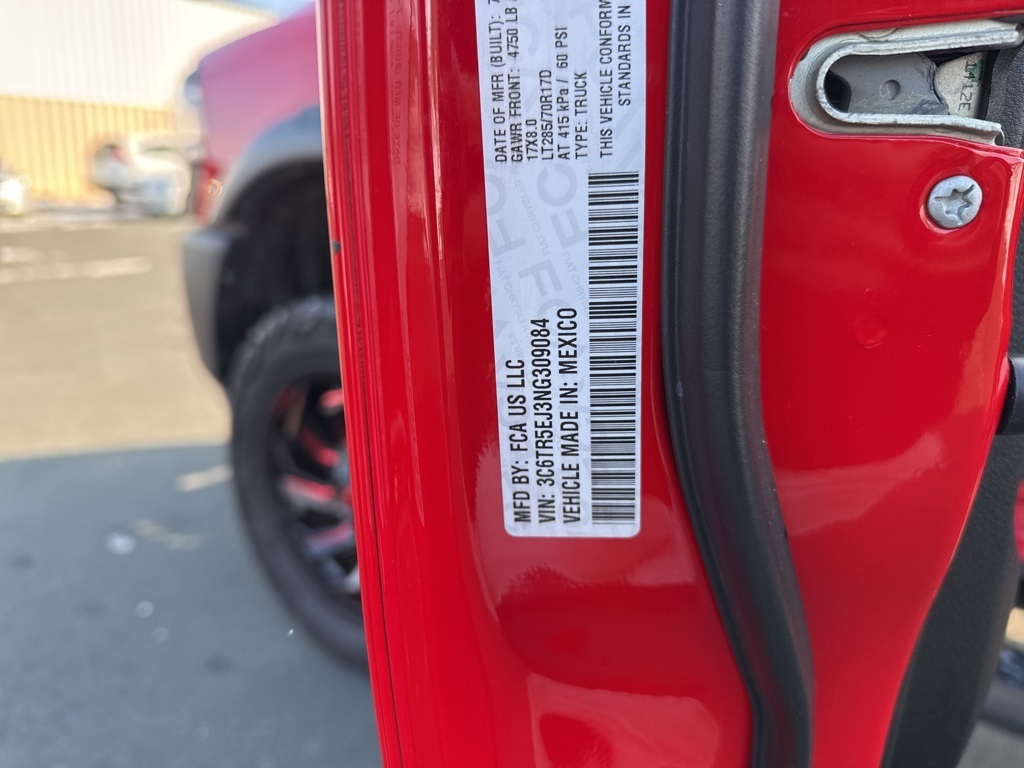 MFD BY: FCA US LLC
DATE OF MFR (BUILT):
VIN: 3C6TR5EJ3NG309084
GAWR FRONT: 4750 LB
17X8.0
VEHICLE MADE IN: MEXICO
LT285/70R17D
AT 415 kPa / 60 PSI
TYPE: TRUCK
THIS VEHICLE CONFORM
STANDARDS IN